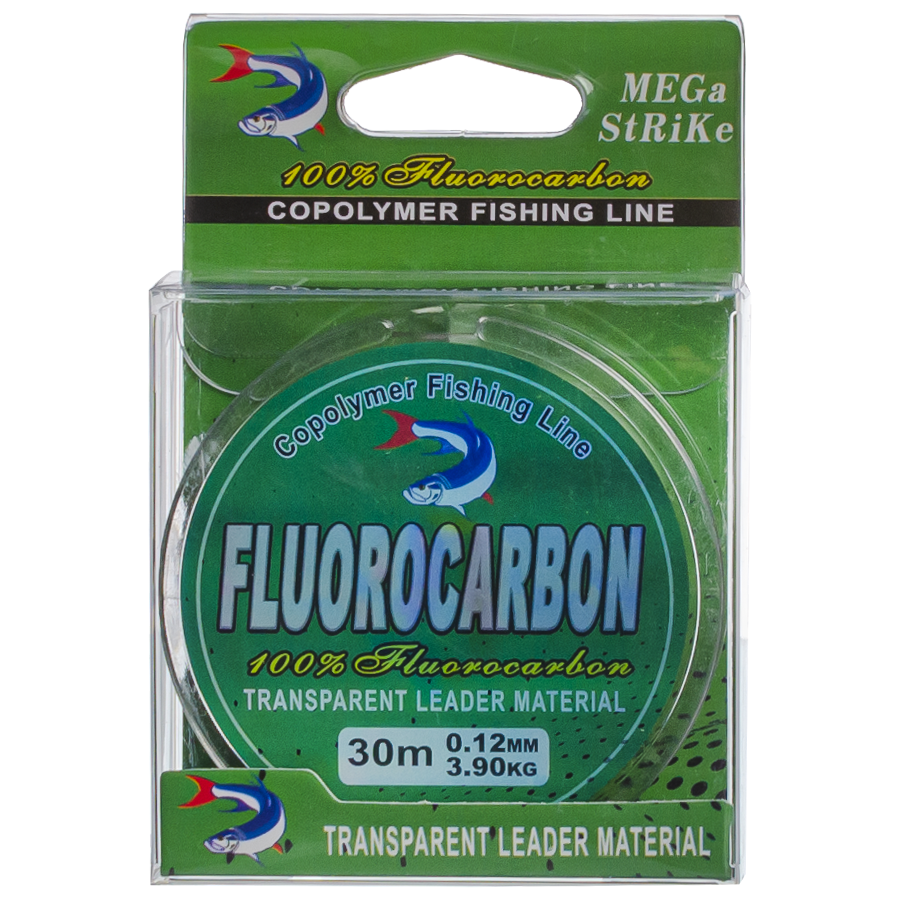 MEGa
StRiKe
100% Fluorocarbon
COPOLYMER FISHING LINE
Copolymer Fishing Line
FLUOROCARBON
100% Fluorocarbon
TRANSPARENT LEADER MATERIAL
30m 0.12MM
3.90KG
TRANSPARENT LEADER MATERIAL